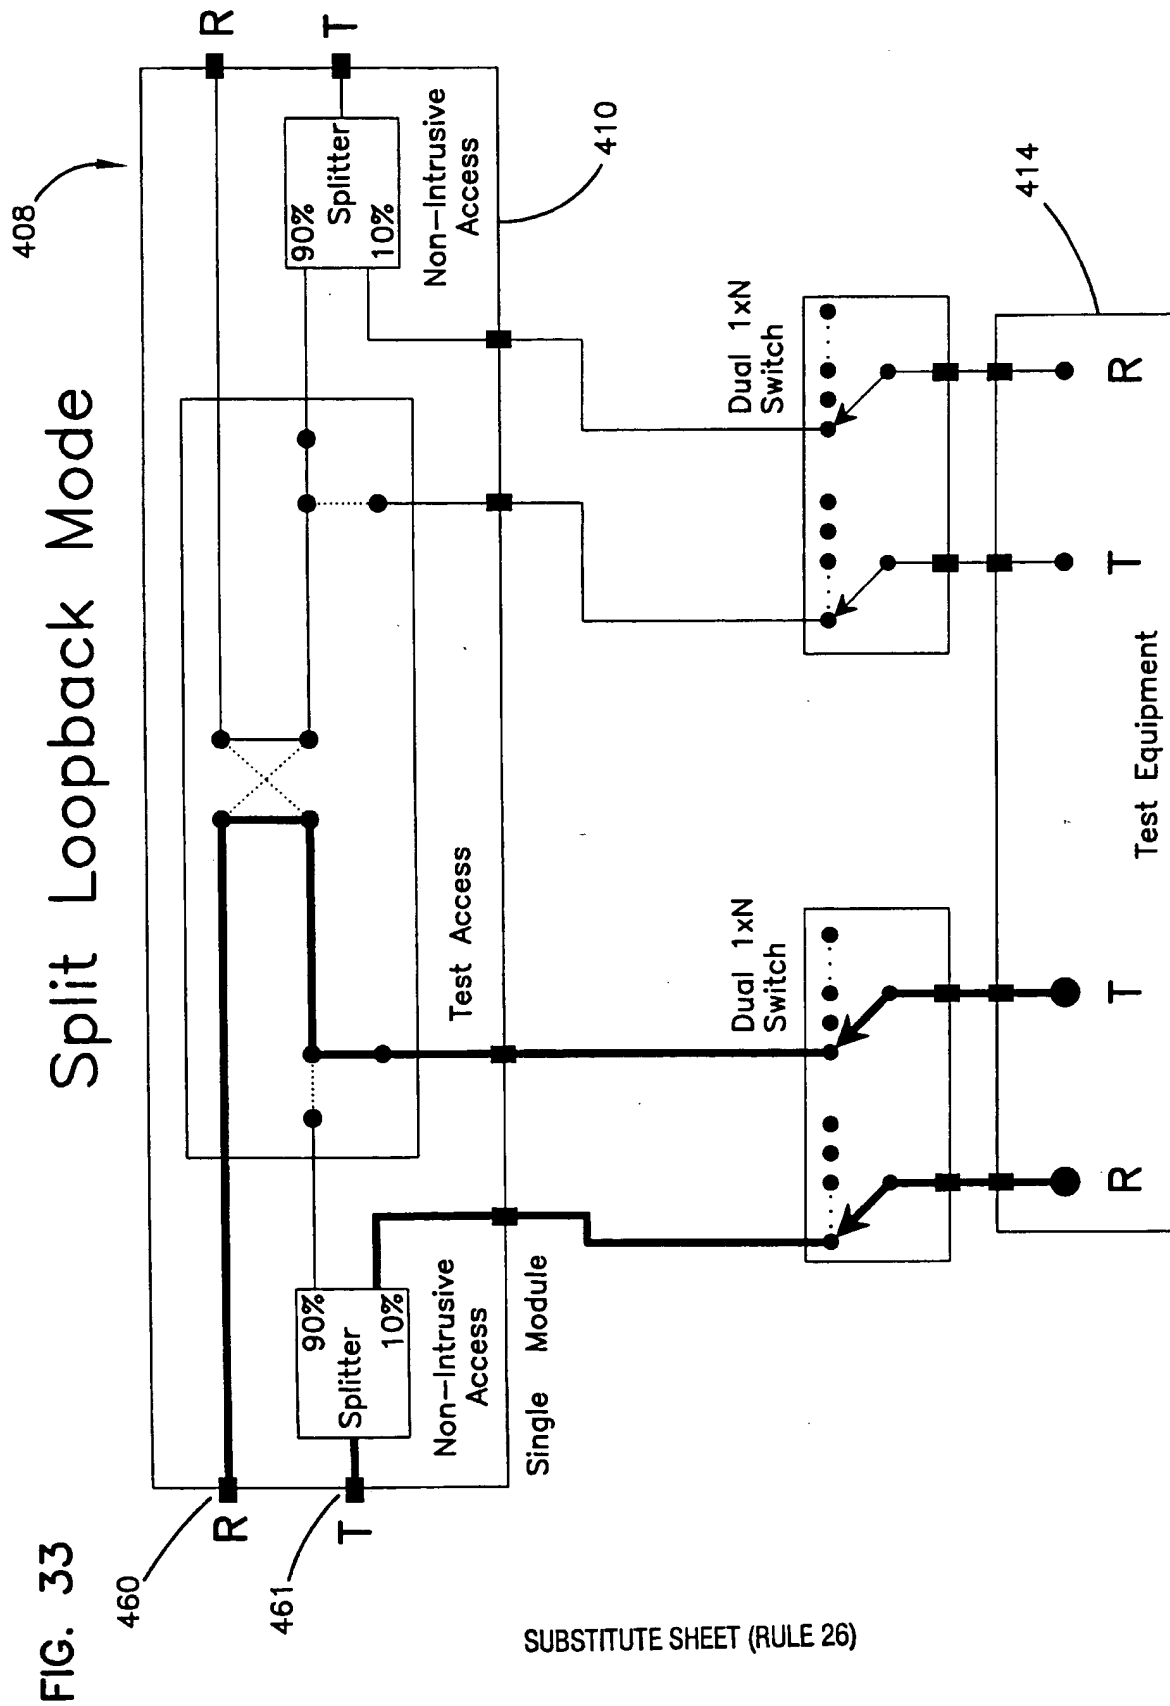 FIG. 33
Split Loopback Mode
408
460
R
R
461
T
T
Splitter
90%
10%
90%
Splitter
10%
Non-Intrusive
Access
Test Access
Non-Intrusive
Access
410
Single Module
Dual 1xN
Switch
Dual 1xN
Switch
414
R
T
T
R
Test Equipment
SUBSTITUTE SHEET (RULE 26)